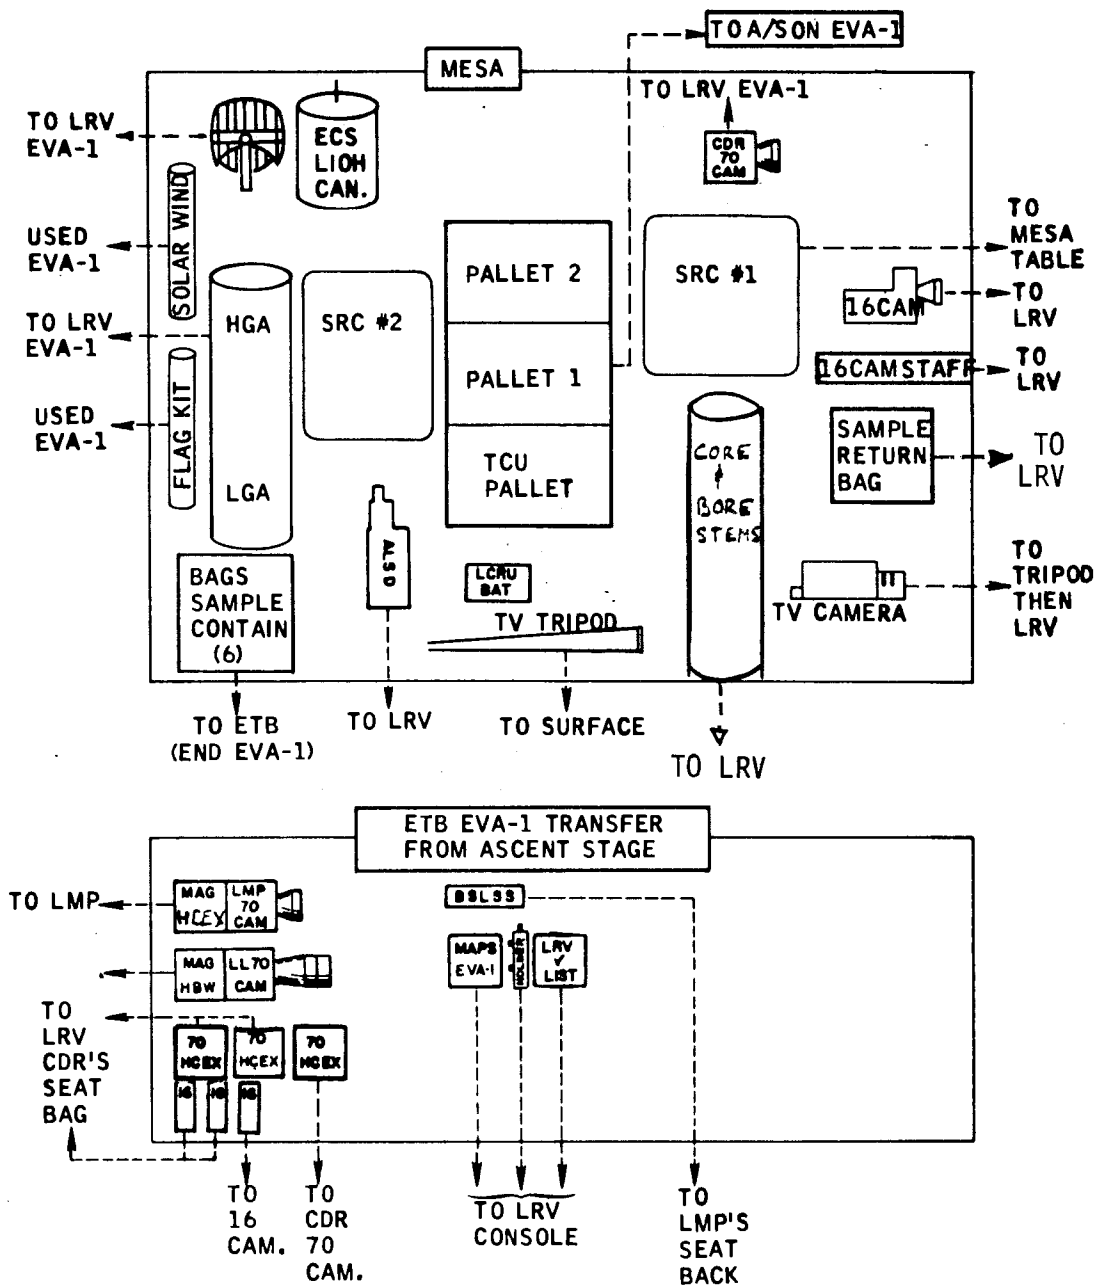 TO A/S ON EVA-1
MESA
TO LRV EVA-1
TO LRV
EVA-1
ECS
LIOH
CAN.
CDR
70
CAM
SOLAR WIND
USED
EVA-1
TO
MESA
TABLE
PALLET 2
SRC #1
HGA
SRC #2
16CAM
TO
LRV
TO LRV
EVA-1
PALLET 1
16CAM STAFF
TO
LRV
FLAG KIT
USED
EVA-1
SAMPLE
RETURN
BAG
TO
LRV
CORE
&
BORE
STEMS
TCU
PALLET
LGA
ALSD
BAGS
SAMPLE
CONTAIN
(6)
LCRU
BAT
TV TRIPOD
TV CAMERA
TO
TRIPOD
THEN
LRV
TO ETB
(END EVA-1)
TO LRV
TO SURFACE
TO LRV
ETB EVA-1 TRANSFER
FROM ASCENT STAGE
TO LMP
MAG
HCEX
LMP
70
CAM
BSLSS
MAG
HBW
LL70
CAM
MAPS
EVA-1
HOLDER
LRV
✓
LIST
TO
LRV
CDR'S
SEAT
BAG
70
HCEX
70
HCEX
70
HCEX
16
16
16
TO
16
CAM.
TO
CDR
70
CAM.
TO LRV
CONSOLE
TO
LMP'S
SEAT
BACK